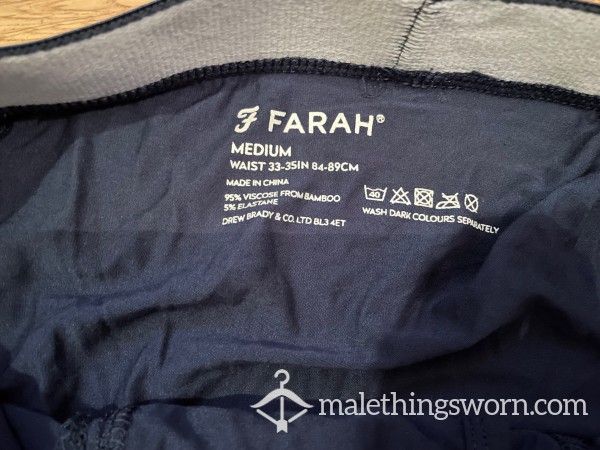 FARAH®
MEDIUM
WAIST 33-35IN 84-89CM
MADE IN CHINA
95% VISCOSE FROM BAMBOO
5% ELASTANE
DREW BRADY & CO. LTD BL3 4ET
40
WASH DARK COLOURS SEPARATELY
malethingsworn.com